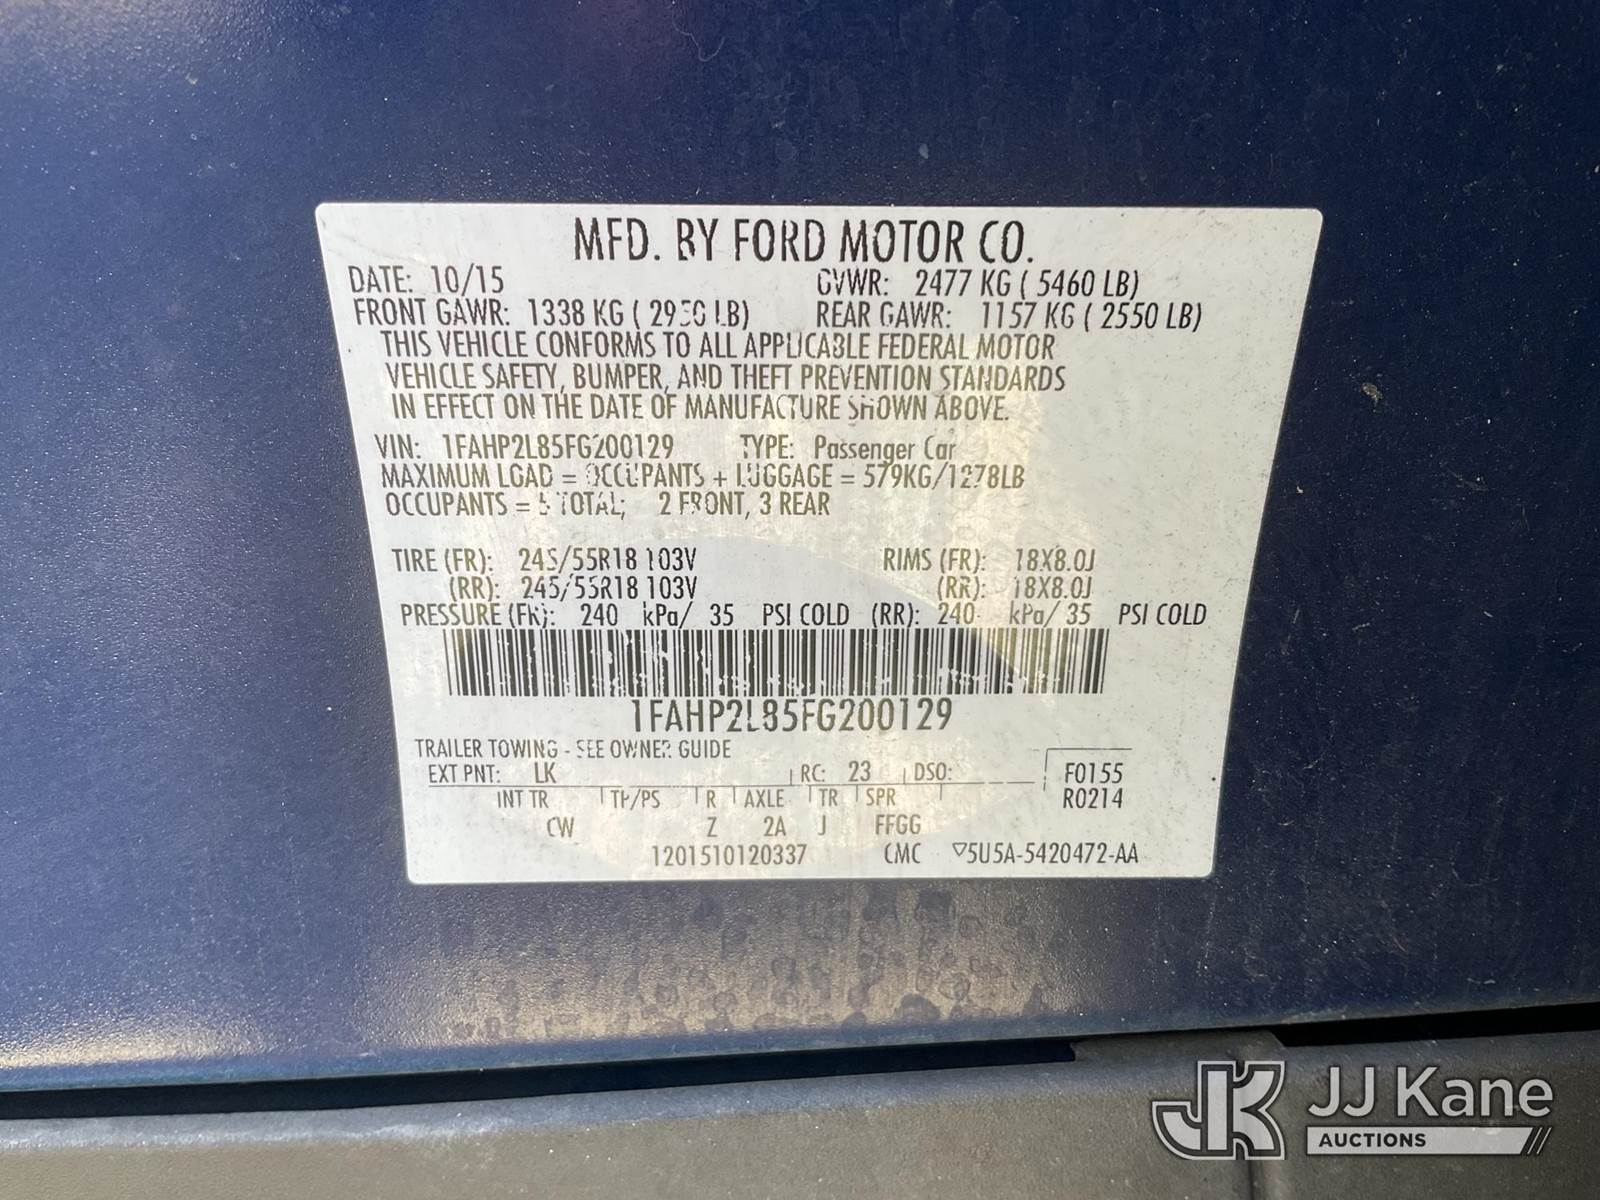 MFD. BY FORD MOTOR CO.
DATE: 10/15 GVWR: 2477 KG ( 5460 LB)
FRONT GAWR: 1338 KG ( 2950 LB) REAR GAWR: 1157 KG ( 2550 LB)
THIS VEHICLE CONFORMS TO ALL APPLICABLE FEDERAL MOTOR
VEHICLE SAFETY, BUMPER, AND THEFT PREVENTION STANDARDS
IN EFFECT ON THE DATE OF MANUFACTURE SHOWN ABOVE.
VIN: 1FAHP2L85FG200129 TYPE: Passenger Car
MAXIMUM LOAD = OCCUPANTS + LUGGAGE = 579KG/1278LB
OCCUPANTS = 5 TOTAL; 2 FRONT, 3 REAR
TIRE (FR): 245/55R18 103V RIMS (FR): 18X8.0J
(RR): 245/55R18 103V (RR): 18X8.0J
PRESSURE (FR): 240 kPa/ 35 PSI COLD (RR): 240 kPa/ 35 PSI COLD
1FAHP2L85FG200129
TRAILER TOWING - SEE OWNER GUIDE
EXT PNT: LK RC: 23 DSO: F0155
INT TR TP/PS R AXLE TR SPR R0214
CW Z 2A J FFGG
1201510120337 CMC ▽5U5A-5420472-AA
JK JJ Kane
AUCTIONS